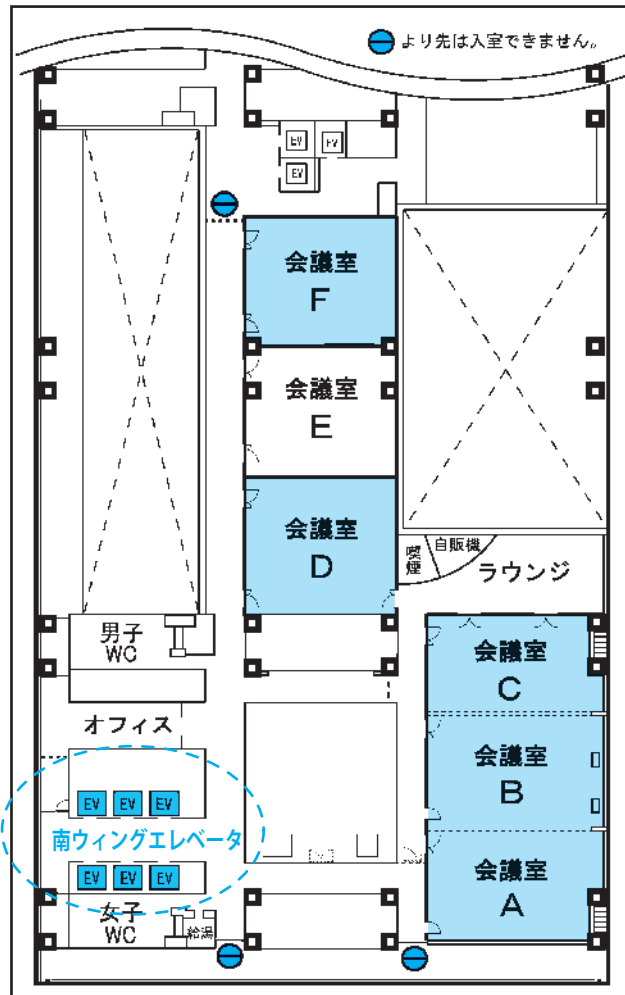 より先は入室できません。
EV
EV
EV
会議室
F
会議室
E
会議室
D
喫煙
自販機
ラウンジ
男子
WC
会議室
C
オフィス
会議室
B
EV EV EV
南ウィングエレベータ
EV EV EV
会議室
A
女子
WC
給湯